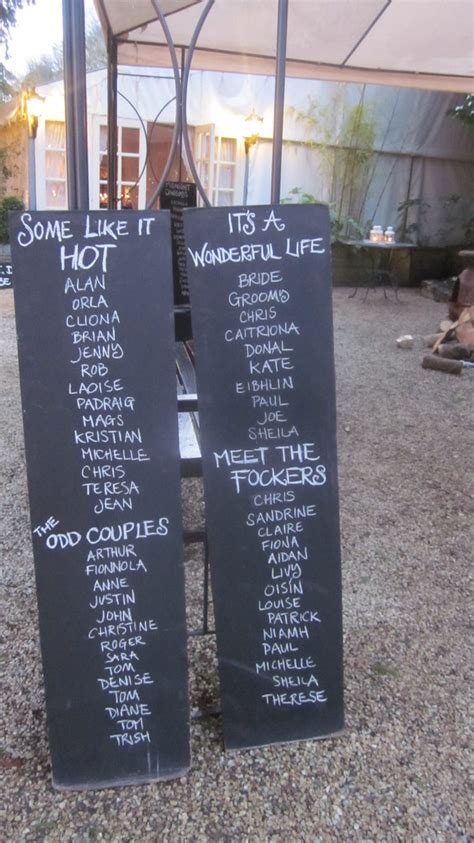 SOME LIKE IT
HOT
ALAN
ORLA
CLIONA
BRIAN
JENNY
ROB
LAOISE
PADRAIG
MAGS
KRISTIAN
MICHELLE
CHRIS
TERESA
JEAN
THE
ODD COUPLES
ARTHUR
FIONNOLA
ANNE
JUSTIN
JOHN
CHRISTINE
ROGER
SARA
TOM
DENISE
TOM
DIANE
TOM
TRISH
IT'S A
WONDERFUL LIFE
BRIDE
GROOM
CHRIS
CAITRIONA
DONAL
KATE
EIBHLIN
PAUL
JOE
SHEILA
MEET THE
FOCKERS
CHRIS
SANDRINE
CLAIRE
FIONA
AIDAN
LIVY
OISÍN
LOUISE
PATRICK
NIAMH
PAUL
MICHELLE
SHEILA
THERESE
MIDNIGHT